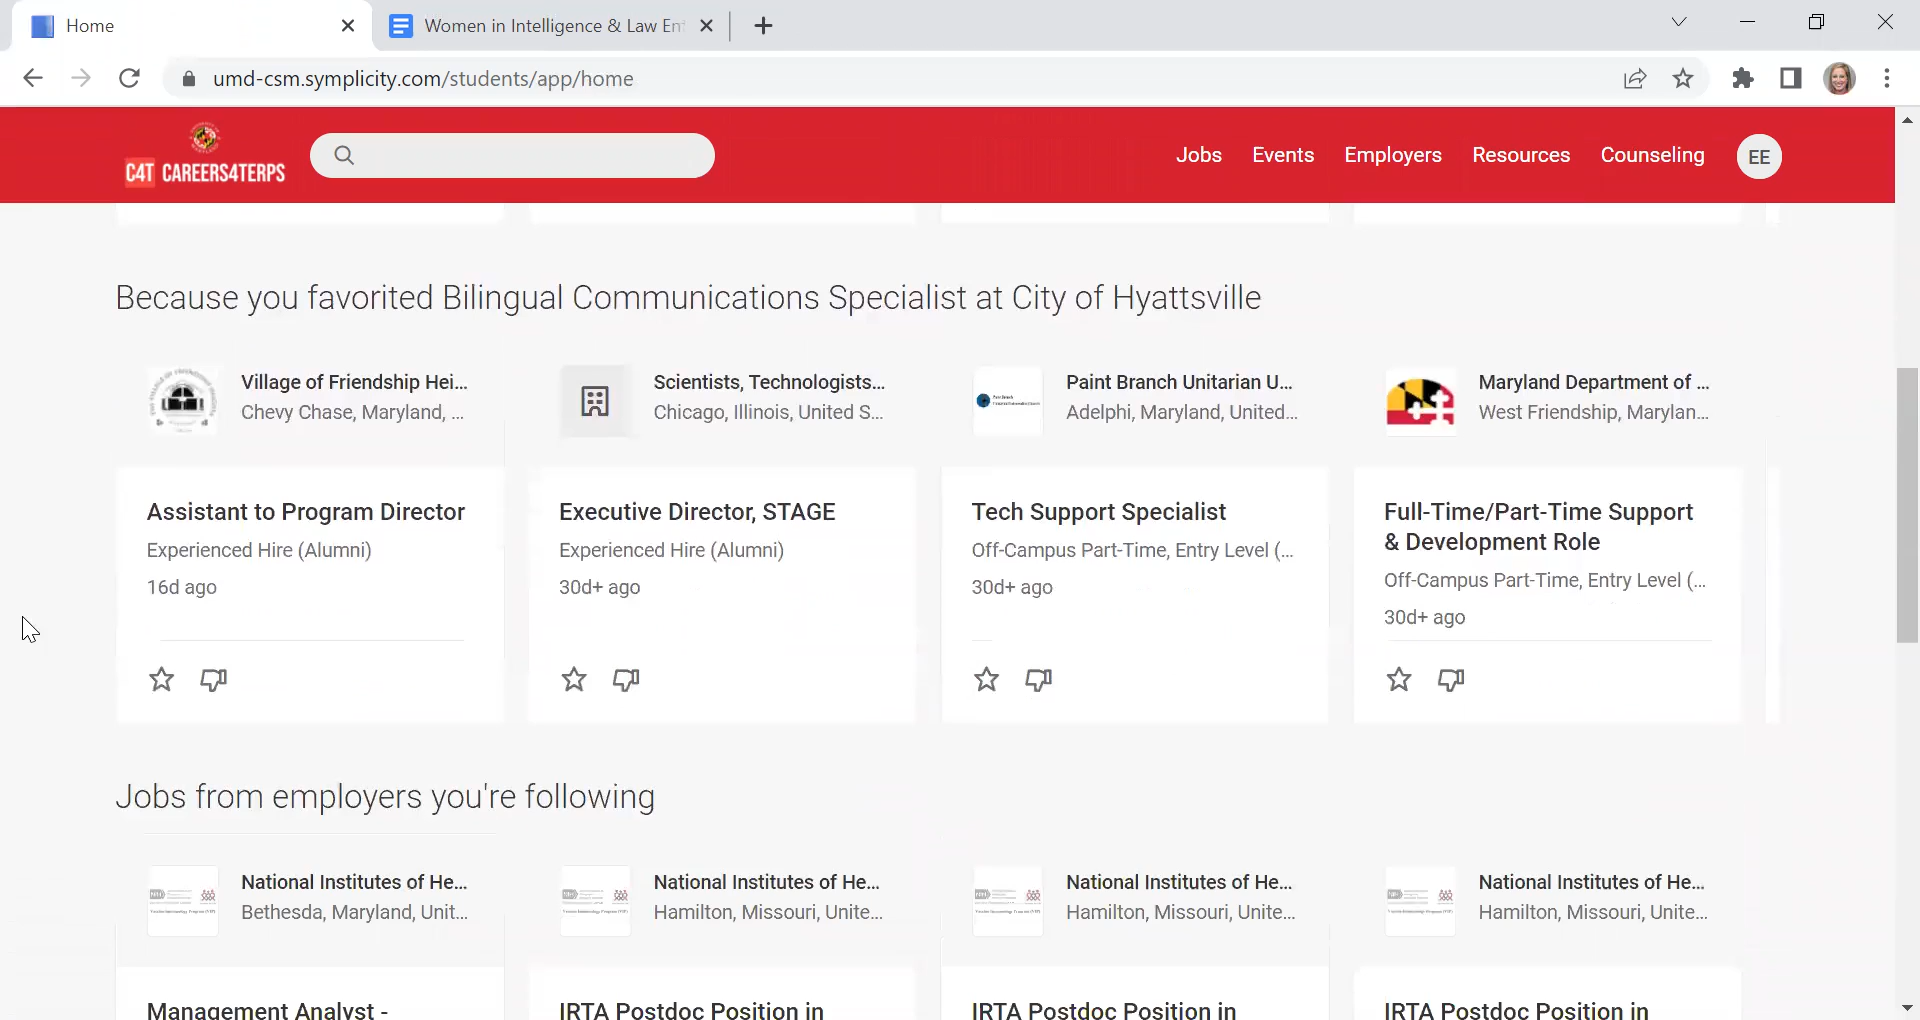 Home
Women in Intelligence & Law En
umd-csm.symplicity.com/students/app/home
C4T CAREERS4TERPS
Jobs Events Employers Resources Counseling EE
Because you favorited Bilingual Communications Specialist at City of Hyattsville
Village of Friendship Hei...
Chevy Chase, Maryland, ...
Scientists, Technologists...
Chicago, Illinois, United S...
Paint Branch Unitarian U...
Adelphi, Maryland, United...
Maryland Department of ...
West Friendship, Marylan...
Assistant to Program Director
Experienced Hire (Alumni)
16d ago
Executive Director, STAGE
Experienced Hire (Alumni)
30d+ ago
Tech Support Specialist
Off-Campus Part-Time, Entry Level (...
30d+ ago
Full-Time/Part-Time Support
& Development Role
Off-Campus Part-Time, Entry Level (...
30d+ ago
Jobs from employers you're following
National Institutes of He...
Bethesda, Maryland, Unit...
National Institutes of He...
Hamilton, Missouri, Unite...
National Institutes of He...
Hamilton, Missouri, Unite...
National Institutes of He...
Hamilton, Missouri, Unite...
Management Analyst -
IRTA Postdoc Position in
IRTA Postdoc Position in
IRTA Postdoc Position in